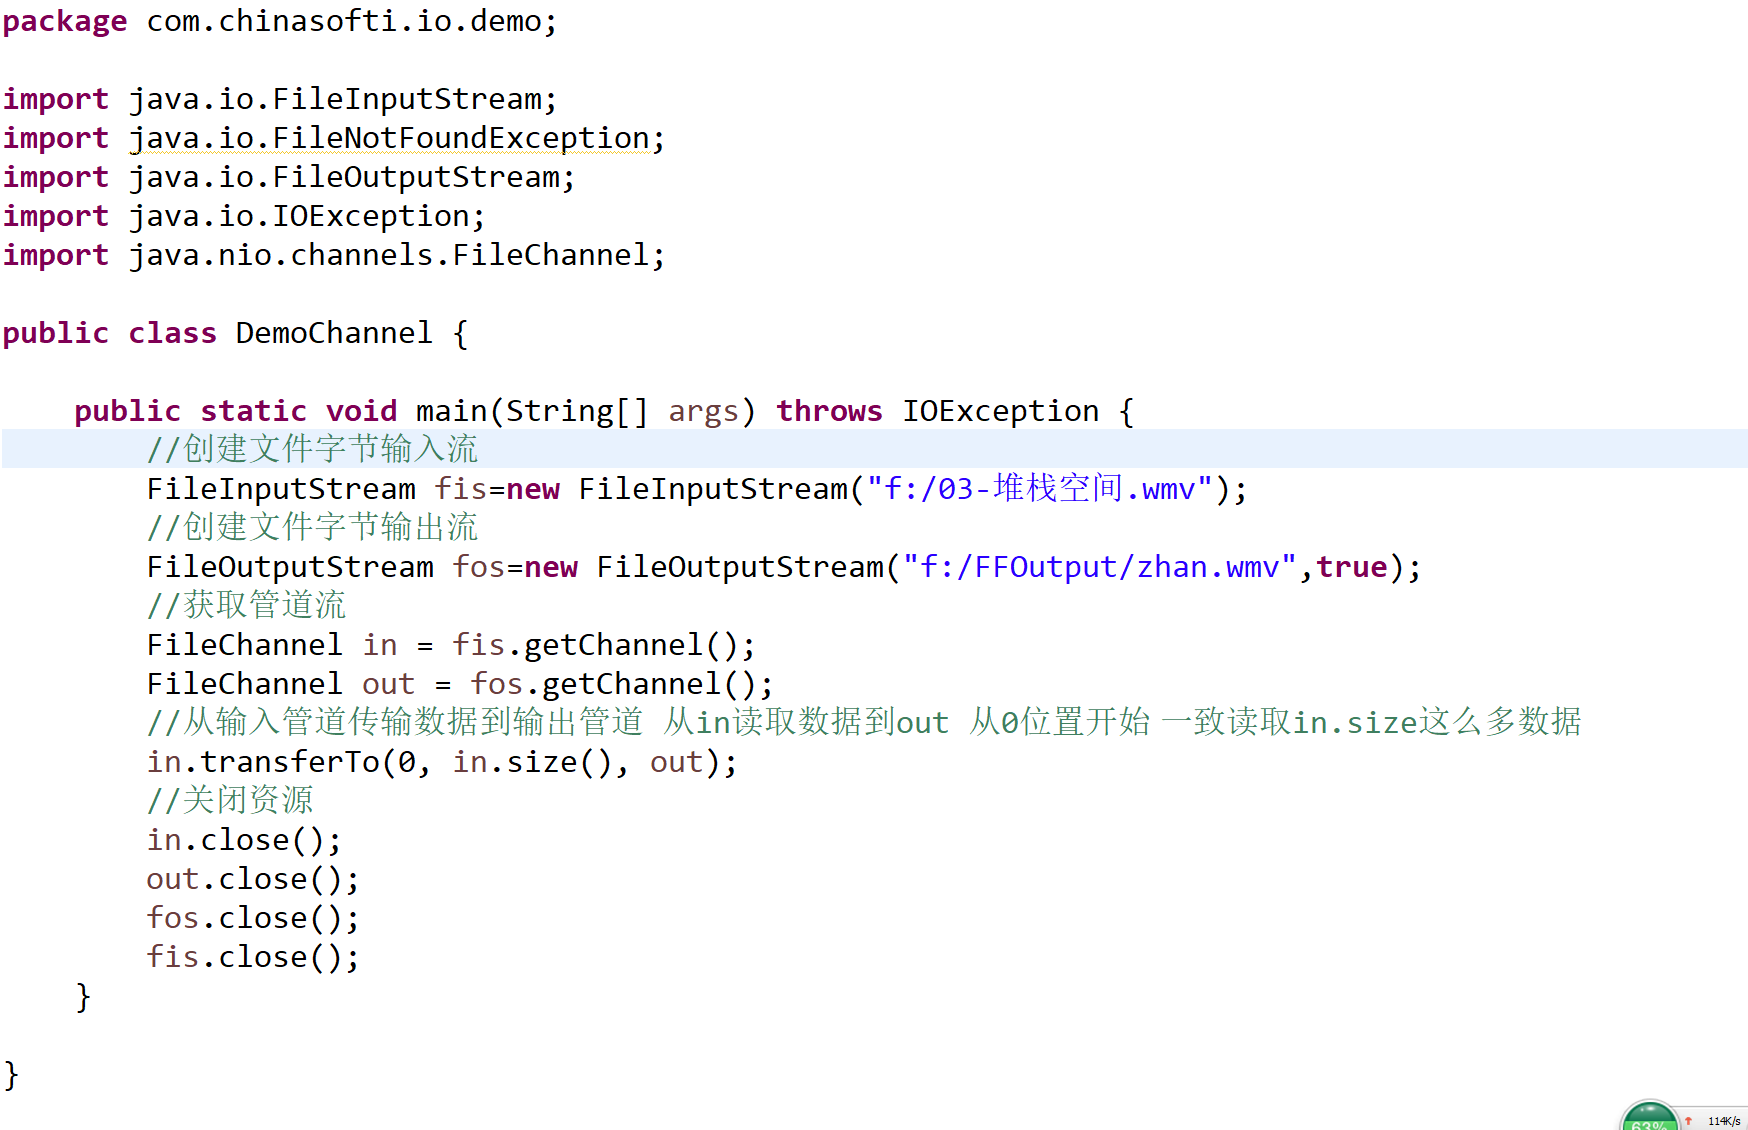 package com.chinasofti.io.demo;
import java.io.FileInputStream;
import java.io.FileNotFoundException;
import java.io.FileOutputStream;
import java.io.IOException;
import java.nio.channels.FileChannel;
public class DemoChannel {
public static void main(String[] args) throws IOException {
//创建文件字节输入流
FileInputStream fis=new FileInputStream("f:/03-堆栈空间.wmv");
//创建文件字节输出流
FileOutputStream fos=new FileOutputStream("f:/FFOutput/zhan.wmv",true);
//获取管道流
FileChannel in = fis.getChannel();
FileChannel out = fos.getChannel();
//从输入管道传输数据到输出管道 从in读取数据到out 从0位置开始 一致读取in.size这么多数据
in.transferTo(0, in.size(), out);
//关闭资源
in.close();
out.close();
fos.close();
fis.close();
}
}
63% ↑ 114K/s